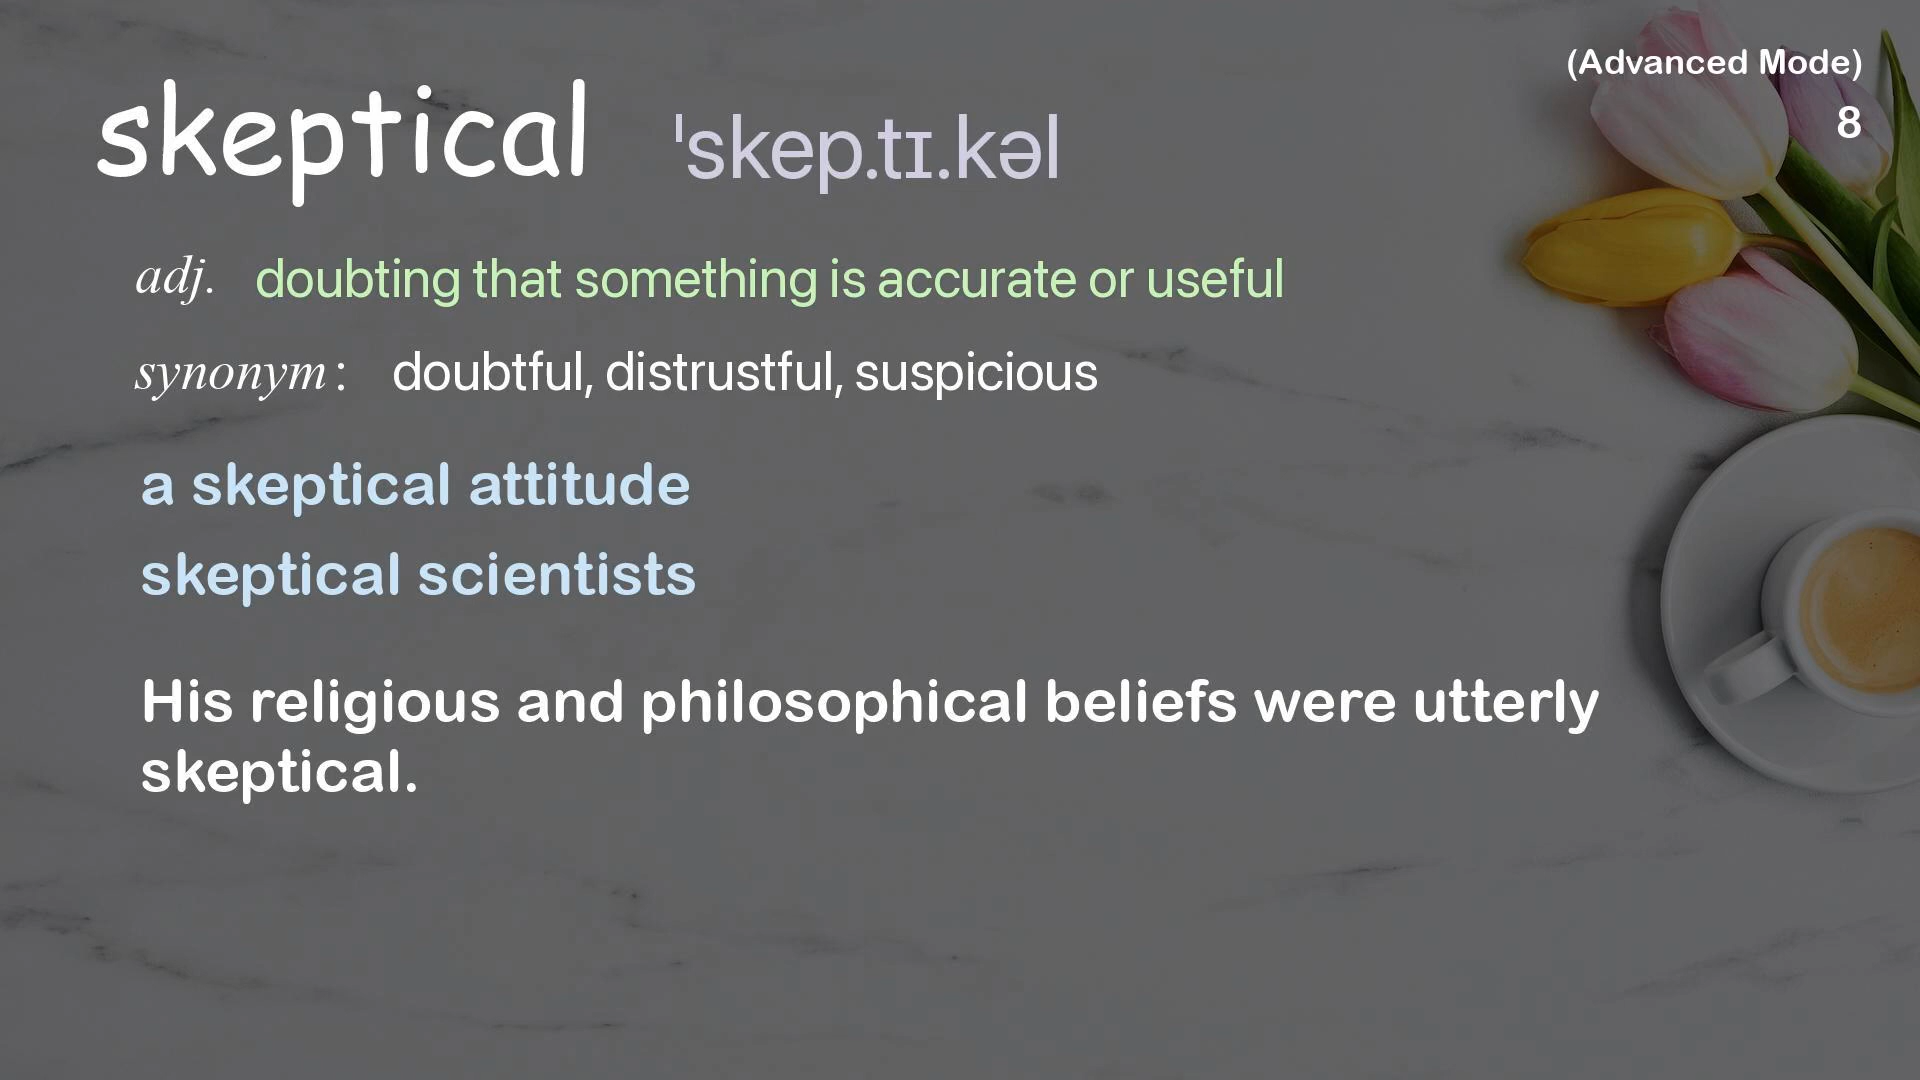 (Advanced Mode)
8
skeptical ˈskep.tɪ.kəl
adj. doubting that something is accurate or useful
synonym: doubtful, distrustful, suspicious
a skeptical attitude
skeptical scientists
His religious and philosophical beliefs were utterly
skeptical.